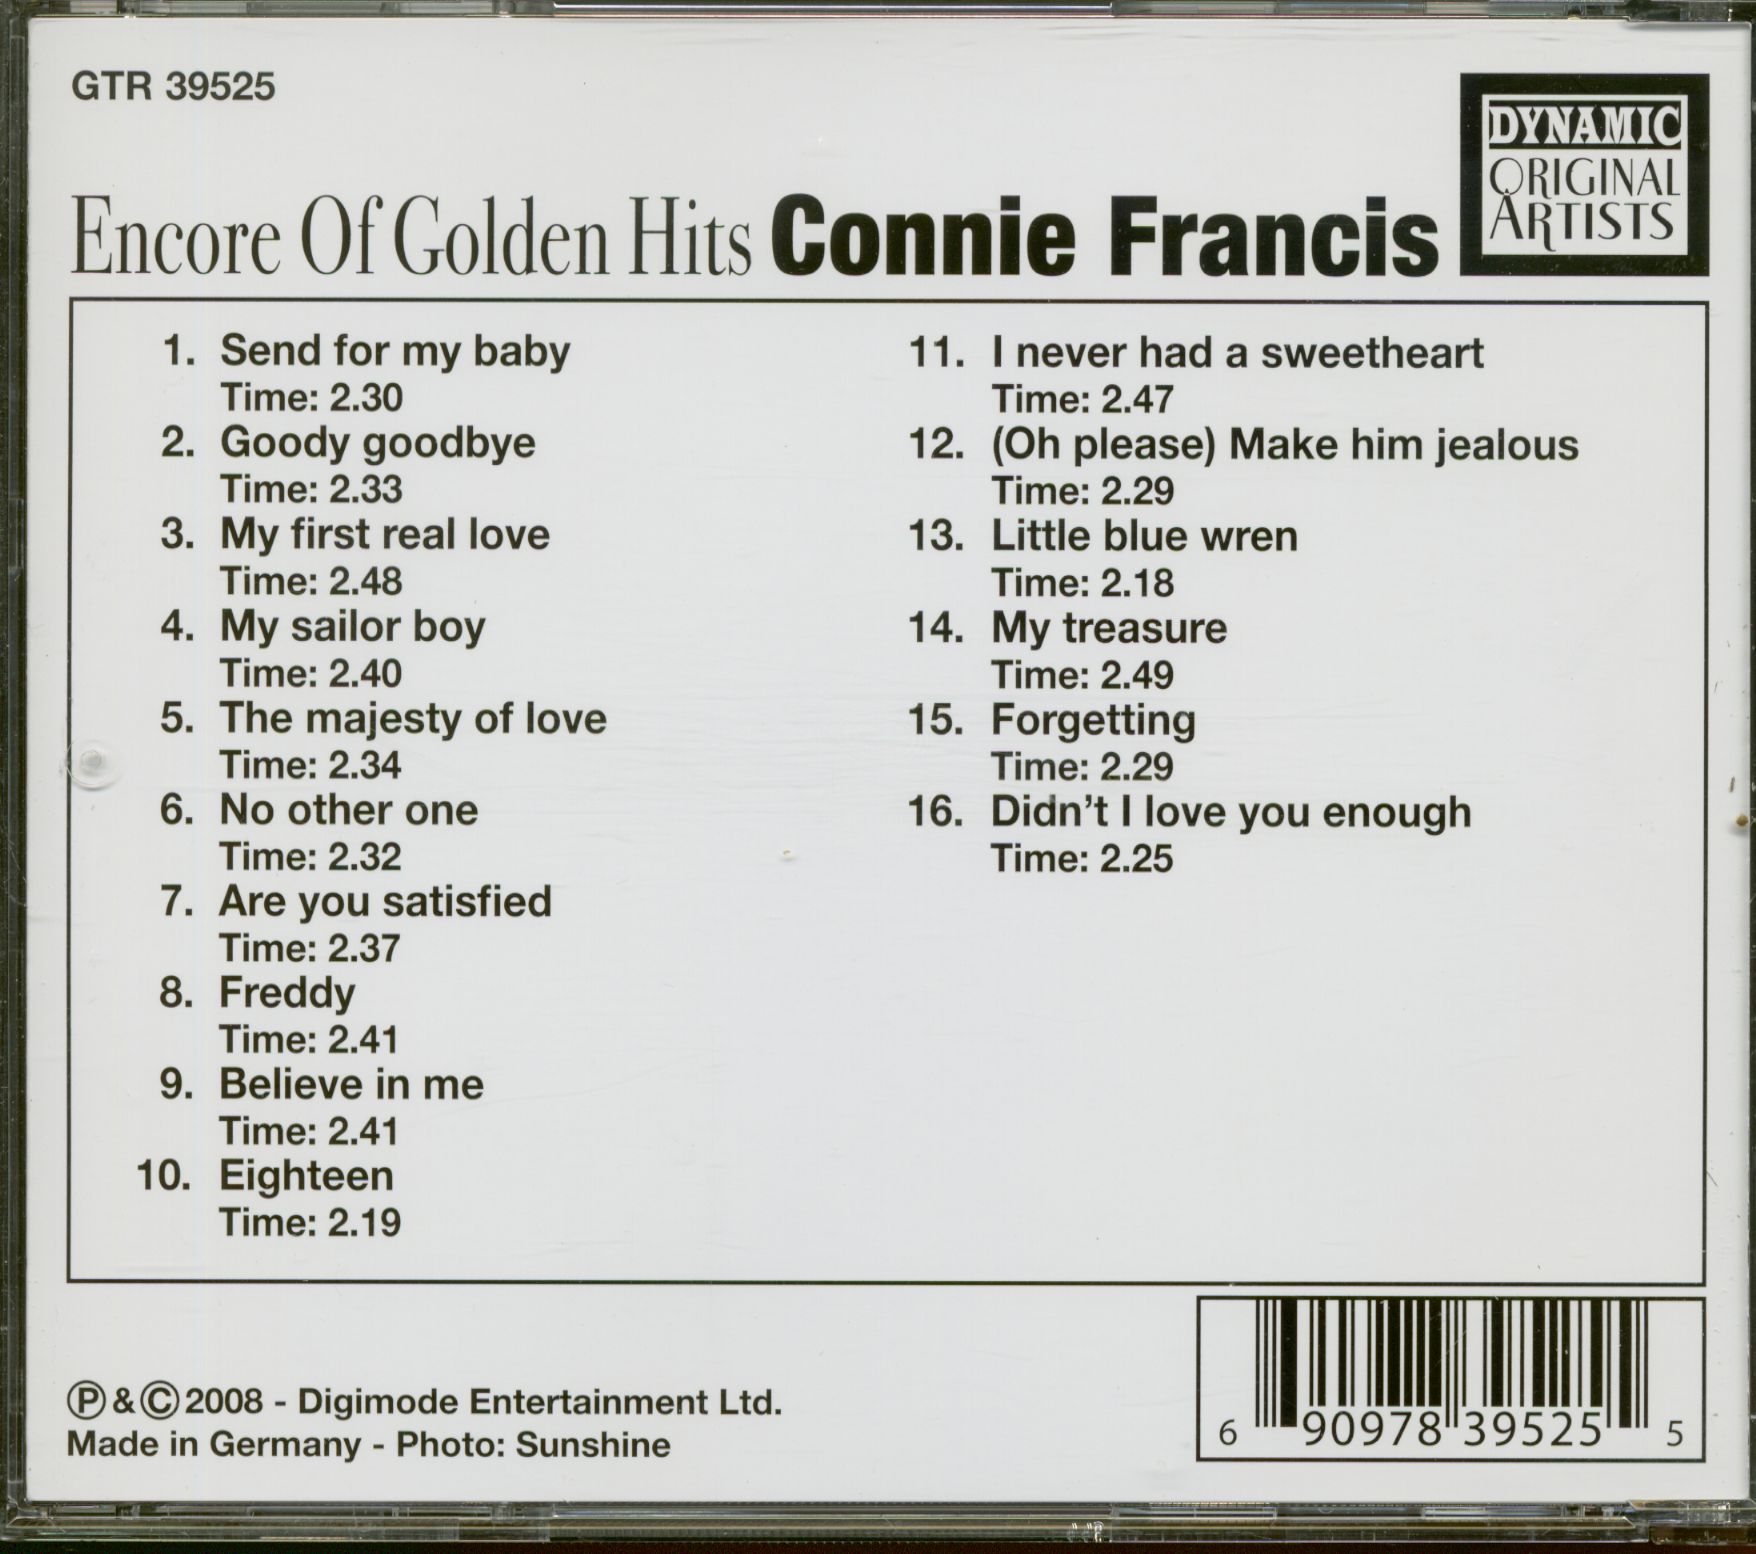 GTR 39525
DYNAMIC
ORIGINAL
ARTISTS
Encore Of Golden Hits Connie Francis
1. Send for my baby
Time: 2.30
2. Goody goodbye
Time: 2.33
3. My first real love
Time: 2.48
4. My sailor boy
Time: 2.40
5. The majesty of love
Time: 2.34
6. No other one
Time: 2.32
7. Are you satisfied
Time: 2.37
8. Freddy
Time: 2.41
9. Believe in me
Time: 2.41
10. Eighteen
Time: 2.19
11. I never had a sweetheart
Time: 2.47
12. (Oh please) Make him jealous
Time: 2.29
13. Little blue wren
Time: 2.18
14. My treasure
Time: 2.49
15. Forgetting
Time: 2.29
16. Didn’t I love you enough
Time: 2.25
Ⓟ & Ⓒ 2008 - Digimode Entertainment Ltd.
Made in Germany - Photo: Sunshine
6 90978 39525 5